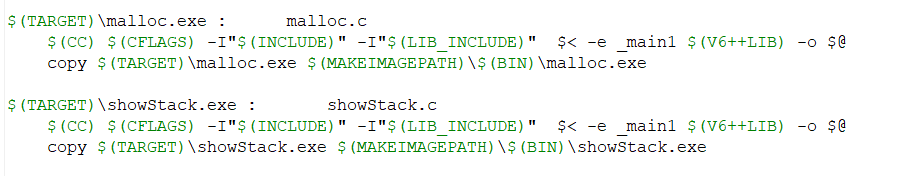 $(TARGET)\malloc.exe :      malloc.c
    $(CC) $(CFLAGS) -I"$(INCLUDE)" -I"$(LIB_INCLUDE)"  $< -e _main1 $(V6++LIB) -o $@
    copy $(TARGET)\malloc.exe $(MAKEIMAGEPATH)\$(BIN)\malloc.exe
$(TARGET)\showStack.exe :       showStack.c
    $(CC) $(CFLAGS) -I"$(INCLUDE)" -I"$(LIB_INCLUDE)"  $< -e _main1 $(V6++LIB) -o $@
    copy $(TARGET)\showStack.exe $(MAKEIMAGEPATH)\$(BIN)\showStack.exe